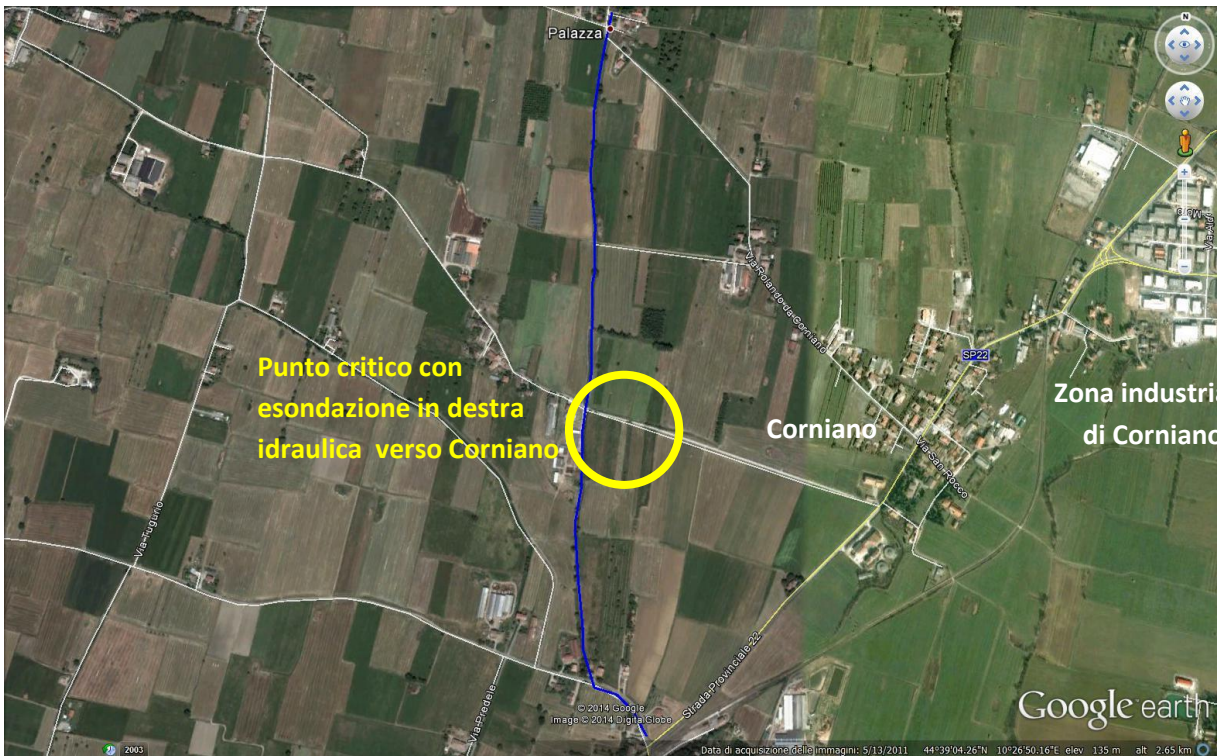 Palazza
N
Via Rolando da Corniano
SP22
Punto critico con
esondazione in destra
idraulica verso Corniano
Corniano
Zona industria
di Corniano
Via San Rocco
Via Tugurio
Via Predele
Strada Provinciale 22
© 2014 Google
Image © 2014 DigitalGlobe
Google earth
2003
Data di acquisizione delle immagini: 5/13/2011 44°39'04.26"N 10°26'50.16"E elev 135 m alt 2.65 km